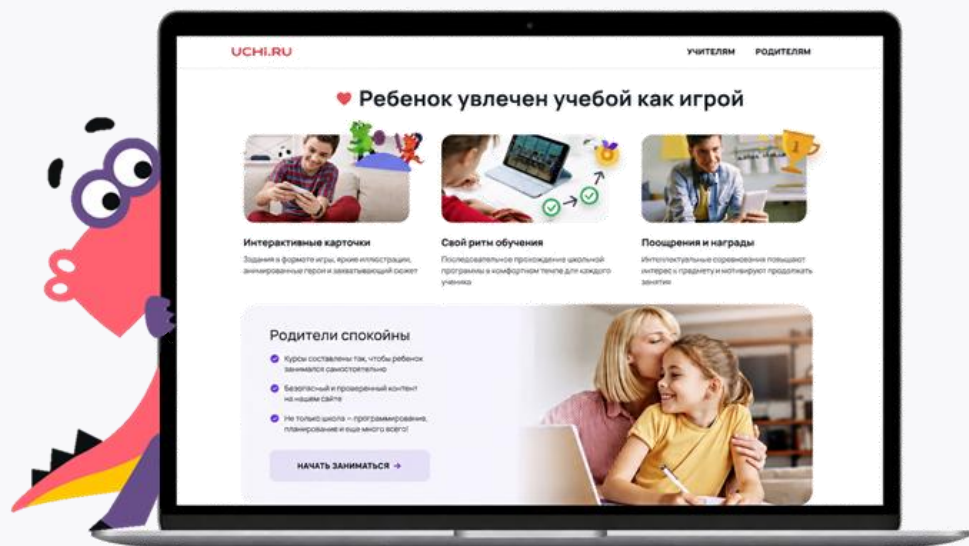 UCHi.RU
УЧИТЕЛЯМ РОДИТЕЛЯМ
Ребенок увлечен учебой как игрой
1
Интерактивные карточки
Задания в формате игры, яркие иллюстрации,
анимированные герои и захватывающий сюжет
Свой ритм обучения
Последовательное прохождение школьной
программы в комфортном темпе для каждого
ученика
Поощрения и награды
Интеллектуальные соревнования повышают
интерес к предмету и мотивируют продолжать
занятия
Родители спокойны
Курсы составлены так, чтобы ребенок
занимался самостоятельно
Безопасный и проверенный контент
на нашем сайте
Не только школа – программирование,
планирование и еще много всего!
НАЧАТЬ ЗАНИМАТЬСЯ →